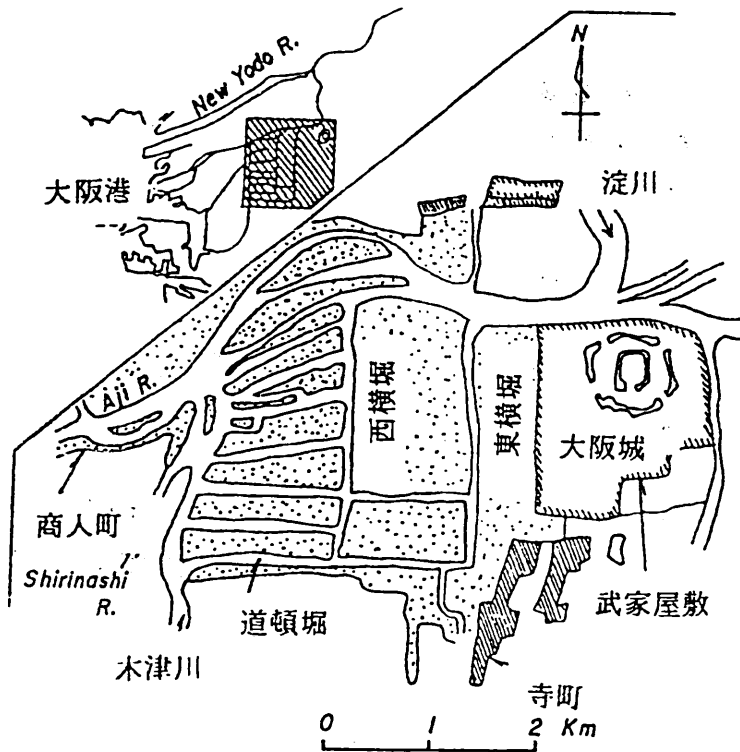 New Yodo R.
N
大阪港
淀川
Aji R.
西横堀
東横堀
大阪城
商人町
Shirinashi R.
道頓堀
武家屋敷
木津川
寺町
0 1 2 Km